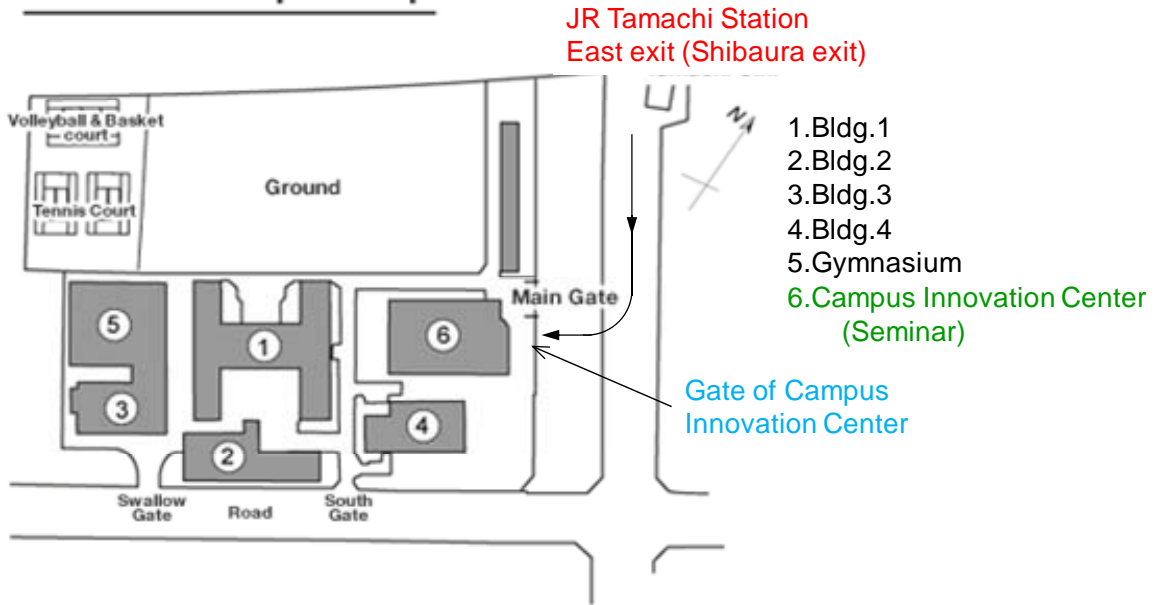 JR Tamachi Station
East exit (Shibaura exit)
Volleyball & Basket
court
Tennis Court
Ground
N
1.Bldg.1
2.Bldg.2
3.Bldg.3
4.Bldg.4
5.Gymnasium
6.Campus Innovation Center
(Seminar)
Main Gate
5
1
6
3
4
2
Gate of Campus
Innovation Center
Swallow
Gate
Road
South
Gate